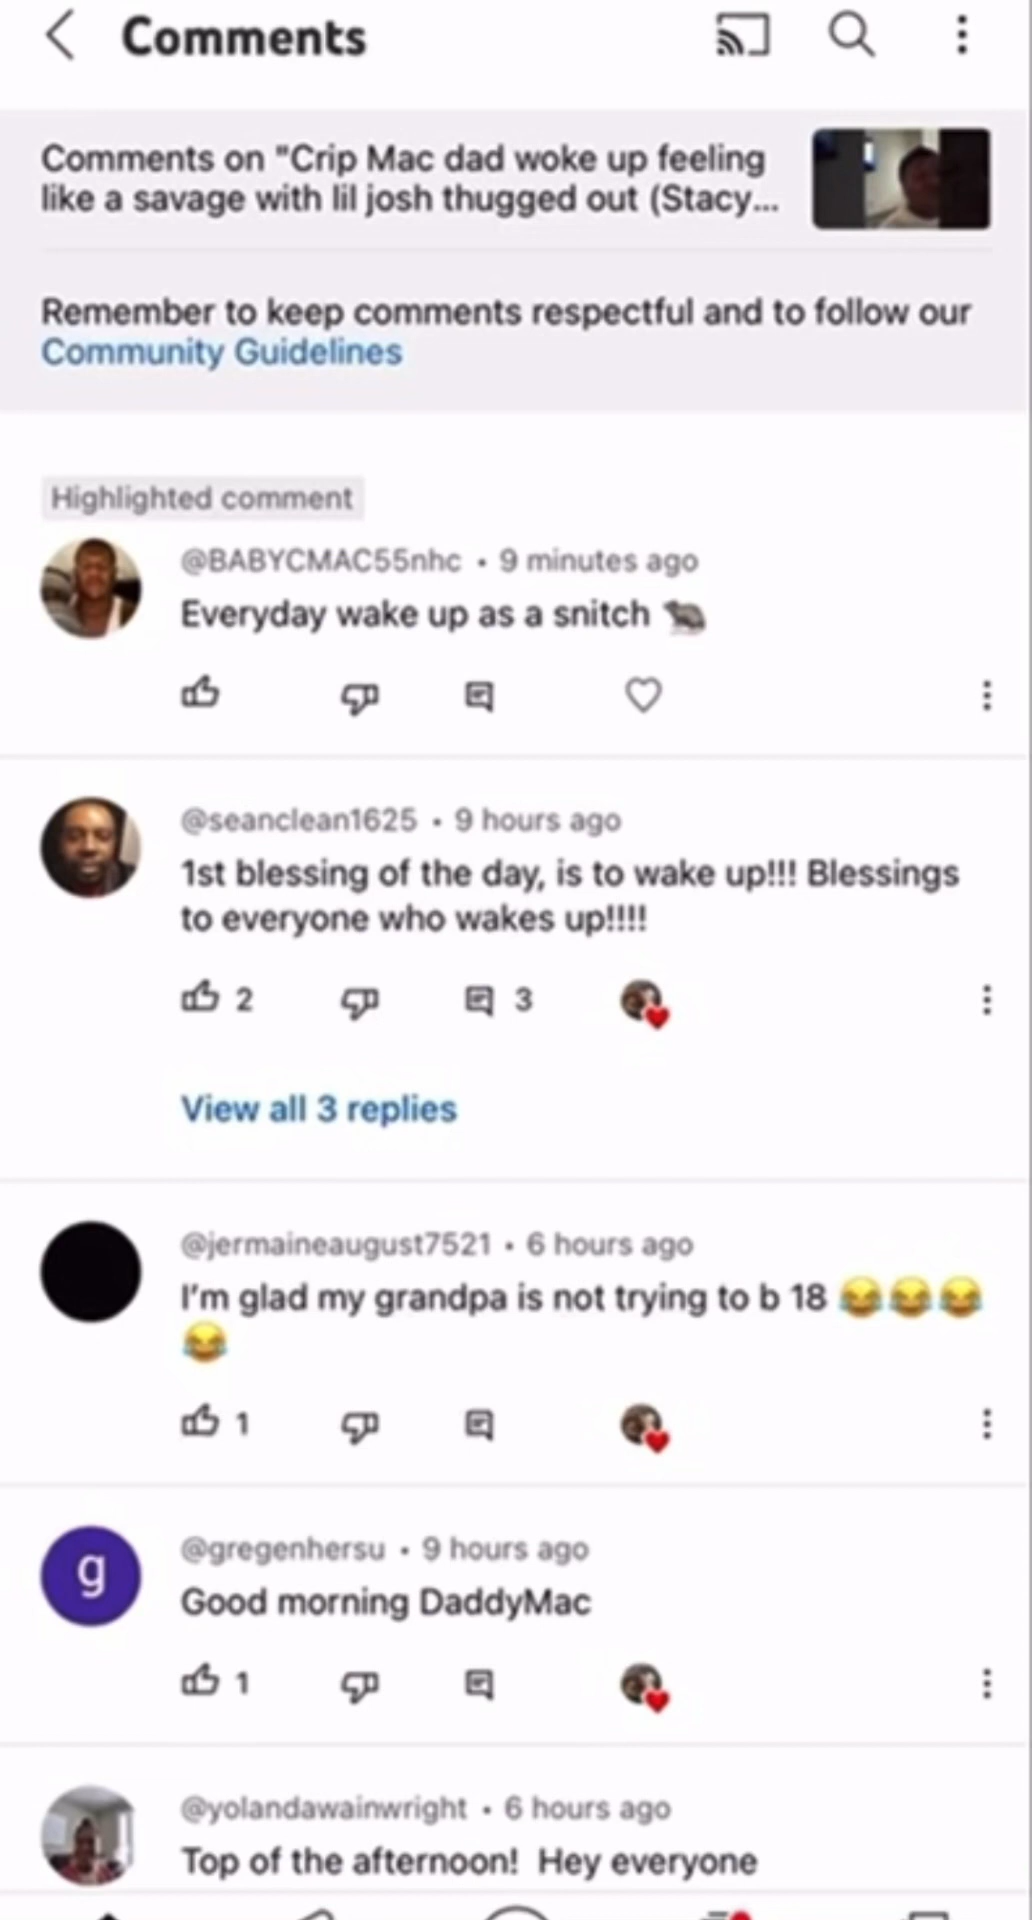 Comments
Comments on "Crip Mac dad woke up feeling
like a savage with lil josh thugged out (Stacy...
Remember to keep comments respectful and to follow our
Community Guidelines
Highlighted comment
@BABYCMAC55nhc • 9 minutes ago
Everyday wake up as a snitch 🐀
@seanclean1625 • 9 hours ago
1st blessing of the day, is to wake up!!! Blessings
to everyone who wakes up!!!!
2 3
View all 3 replies
@jermaineaugust7521 • 6 hours ago
I'm glad my grandpa is not trying to b 18 😂😂😂
😂
1
g
@gregenhersu • 9 hours ago
Good morning DaddyMac
1
@yolandawainwright • 6 hours ago
Top of the afternoon! Hey everyone